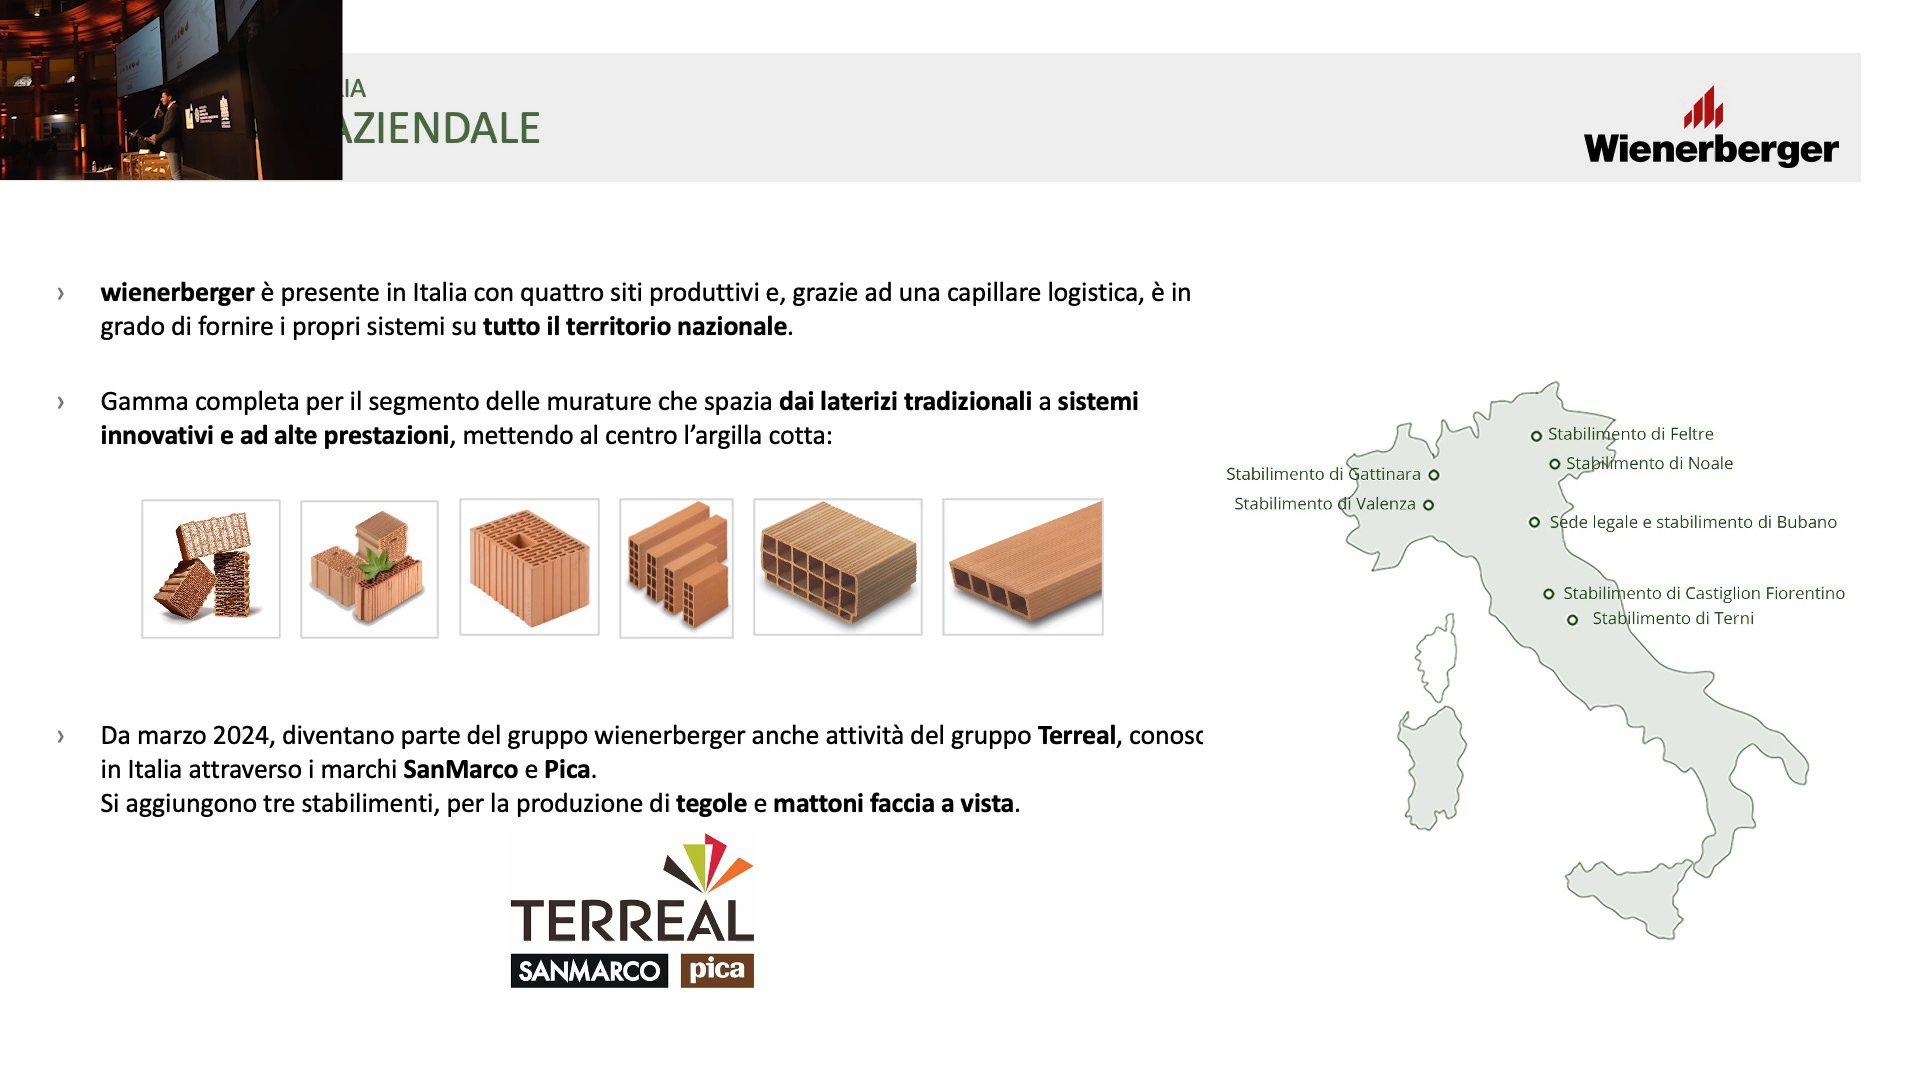 LIA
AZIENDALE
Wienerberger
› wienerberger è presente in Italia con quattro siti produttivi e, grazie ad una capillare logistica, è in
grado di fornire i propri sistemi su tutto il territorio nazionale.
› Gamma completa per il segmento delle murature che spazia dai laterizi tradizionali a sistemi
innovativi e ad alte prestazioni, mettendo al centro l’argilla cotta:
› Da marzo 2024, diventano parte del gruppo wienerberger anche attività del gruppo Terreal, conosc
in Italia attraverso i marchi SanMarco e Pica.
Si aggiungono tre stabilimenti, per la produzione di tegole e mattoni faccia a vista.
TERREAL
SANMARCO pica
Stabilimento di Feltre
Stabilimento di Noale
Stabilimento di Gattinara
Stabilimento di Valenza
Sede legale e stabilimento di Bubano
Stabilimento di Castiglion Fiorentino
Stabilimento di Terni